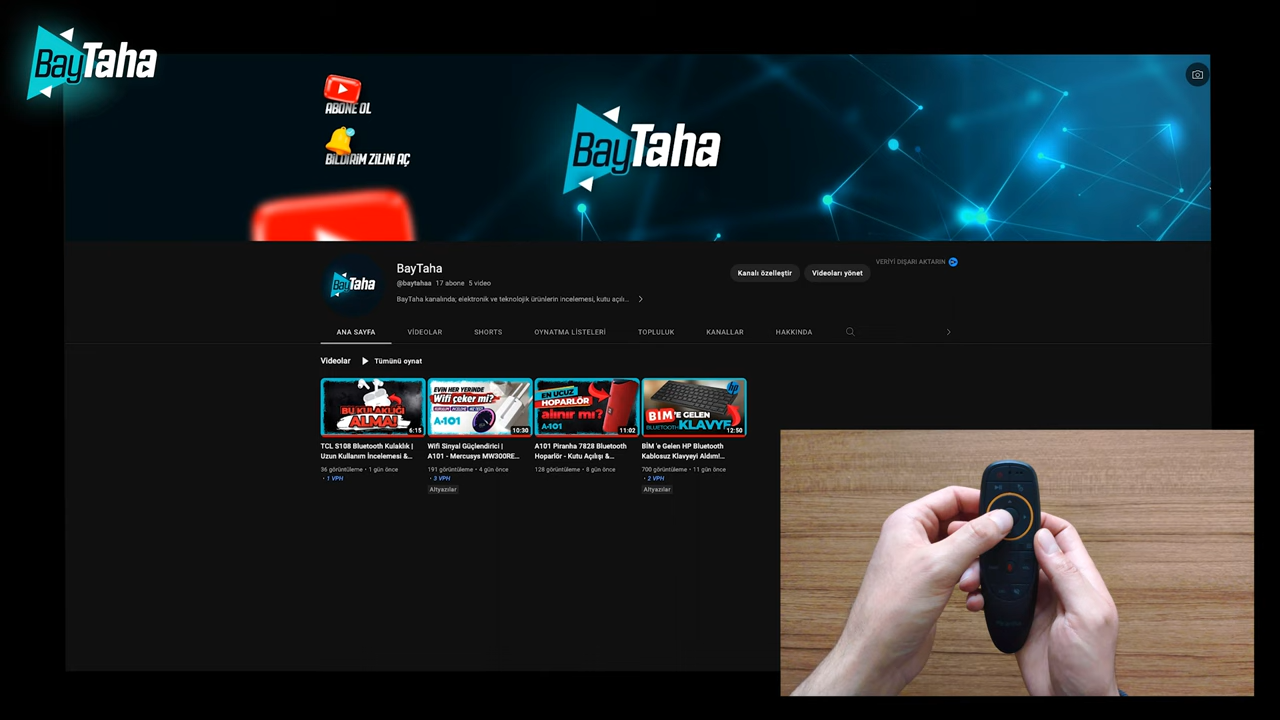 BayTaha
ABONE OL
BİLDİRİM ZİLİNİ AÇ
BayTaha
BayTaha
BayTaha
@baytahaa 17 abone 5 video
BayTaha kanalında; elektronik ve teknolojik ürünlerin incelemesi, kutu açılı...
Kanalı özelleştir
Videoları yönet
VERİYİ DIŞARI AKTARIN
ANA SAYFA
VİDEOLAR
SHORTS
OYNATMA LİSTELERİ
TOPLULUK
KANALLAR
HAKKINDA
Videolar
Tümünü oynat
BU KULAKLIĞI
ALMA!
6:15
TCL S108 Bluetooth Kulaklık |
Uzun Kullanım İncelemesi &...
36 görüntüleme • 1 gün önce
• 1 VPH
EVİN HER YERİNDE
Wifi çeker mi?
A-101
10:30
Wifi Sinyal Güçlendirici |
A101 - Mercusys MW300RE...
191 görüntüleme • 4 gün önce
• 3 VPH
Altyazılar
EN UCUZ
HOPARLÖR
alınır mı?
A-101
11:02
A101 Piranha 7828 Bluetooth
Hoparlör - Kutu Açılışı &...
128 görüntüleme • 8 gün önce
hp
BİM'E GELEN
BLUETOOTH KLAVYE
12:50
BİM 'e Gelen HP Bluetooth
Kablosuz Klavyeyi Aldım!...
700 görüntüleme • 11 gün önce
• 2 VPH
Altyazılar